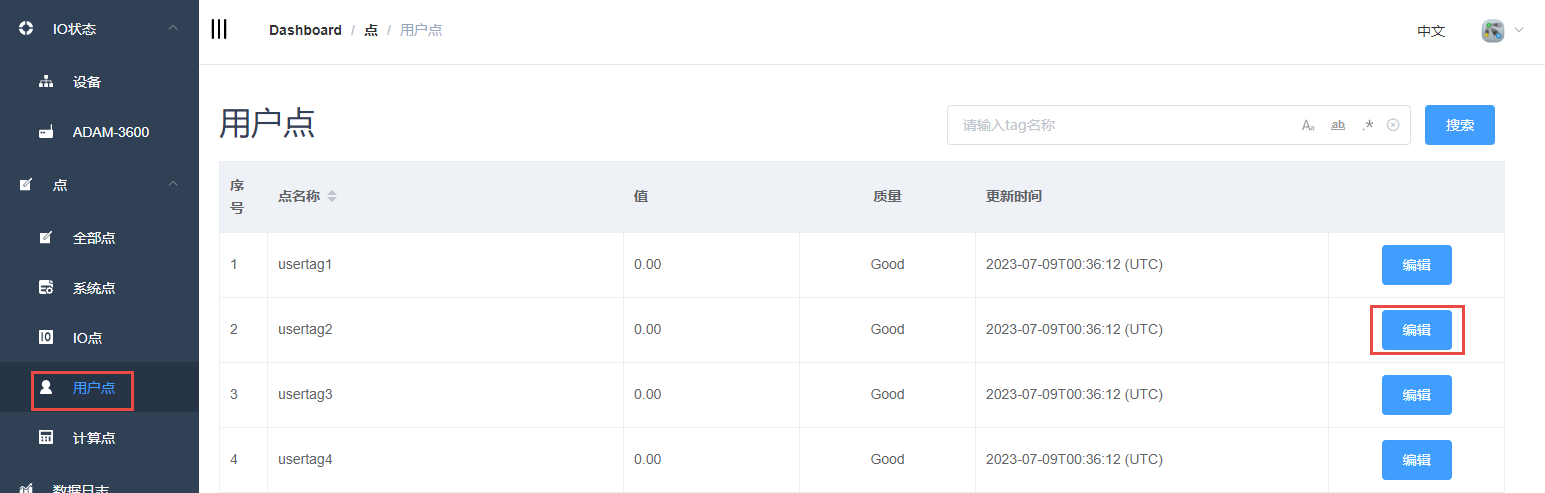 IO状态
设备
ADAM-3600
点
全部点
系统点
IO点
用户点
计算点
数据日志
Dashboard / 点 / 用户点
中文
用户点
请输入tag名称 Aa ab .* 搜索
序号 点名称 值 质量 更新时间
1 usertag1 0.00 Good 2023-07-09T00:36:12 (UTC) 编辑
2 usertag2 0.00 Good 2023-07-09T00:36:12 (UTC) 编辑
3 usertag3 0.00 Good 2023-07-09T00:36:12 (UTC) 编辑
4 usertag4 0.00 Good 2023-07-09T00:36:12 (UTC) 编辑